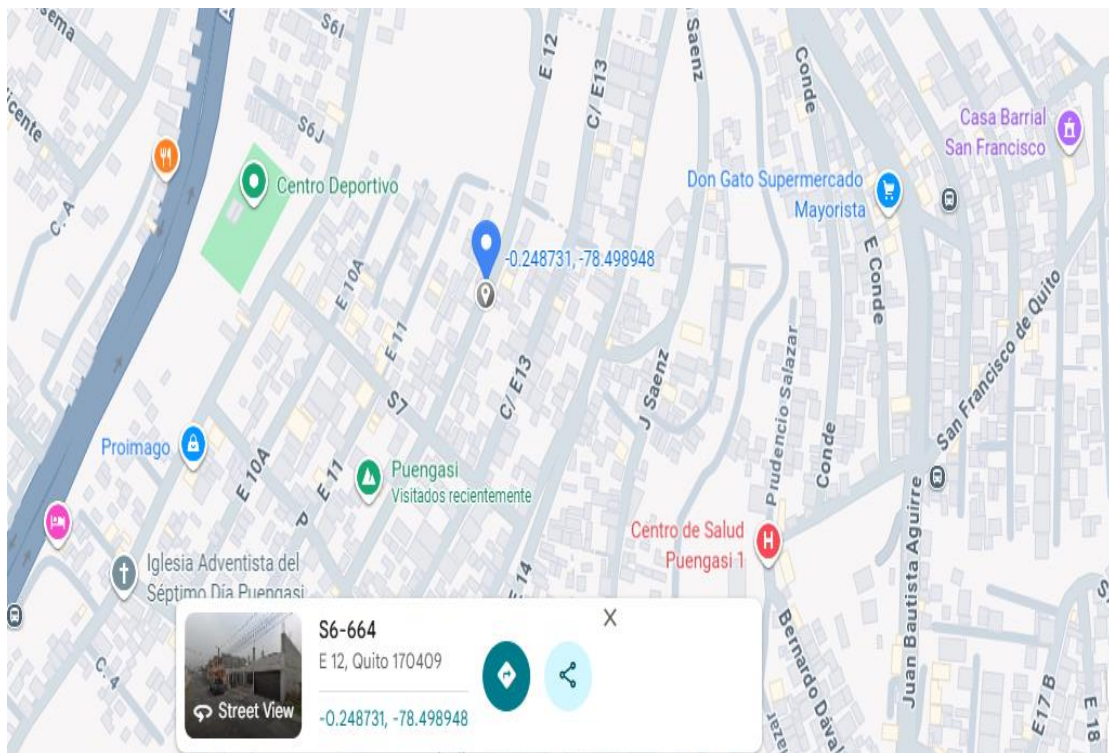 S6I
E 12
C/ E13
Saenz
Conde
Casa Barrial
San Francisco
S6J
C. A
Centro Deportivo
Don Gato Supermercado
Mayorista
E 10A
-0.248731, -78.498948
E Conde
E 11
C/ E13
S7
J Saenz
Prudencio Salazar
San Francisco de Quito
Proimago
E 10A
E 11
Puengasi
Visitados recientemente
Conde
P
Centro de Salud
Puengasi 1
Juan Bautista Aguirre
Iglesia Adventista del
Séptimo Día Puengasi
E 14
C. 4
Bernardo Dával
E17 B
E 18
X
S6-664
E 12, Quito 170409
Street View
-0.248731, -78.498948